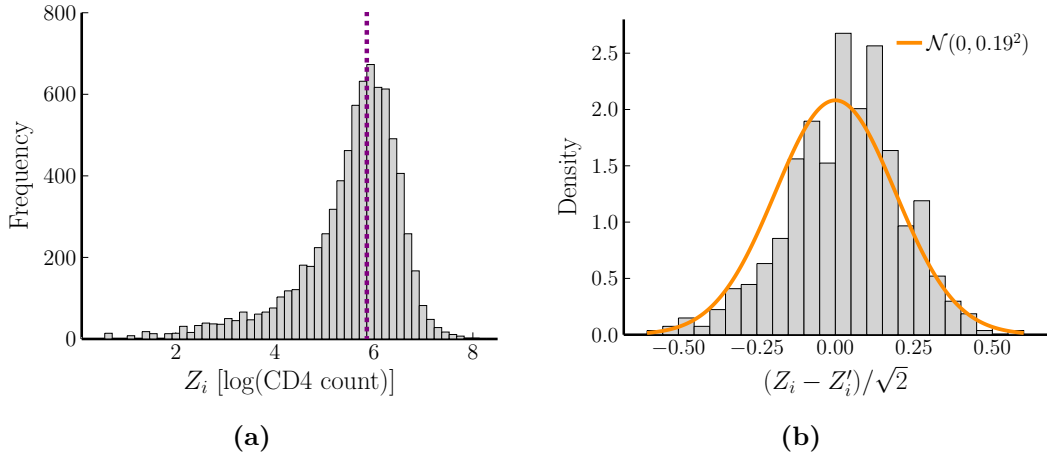 800
600
400
200
0
Frequency
2
4
6
8
Z_i [log(CD4 count)]
(a)
2.5
2.0
1.5
1.0
0.5
0.0
Density
N(0, 0.19²)
−0.50
−0.25
0.00
0.25
0.50
(Z_i − Z′_i)/√2
(b)